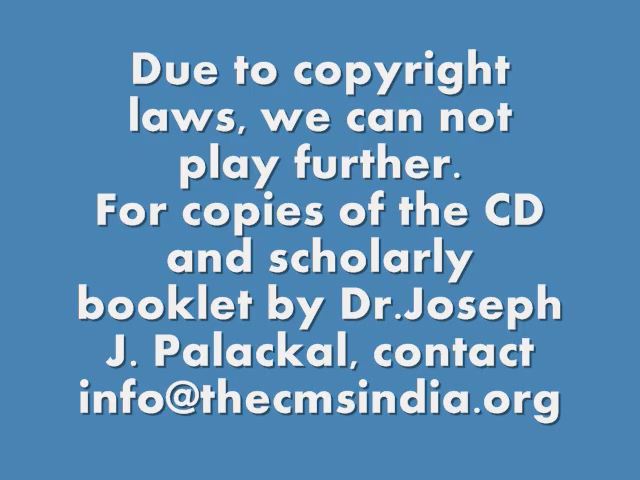 Due to copyright
laws, we can not
play further.
For copies of the CD
and scholarly
booklet by Dr.Joseph
J. Palackal, contact
info@thecmsindia.org